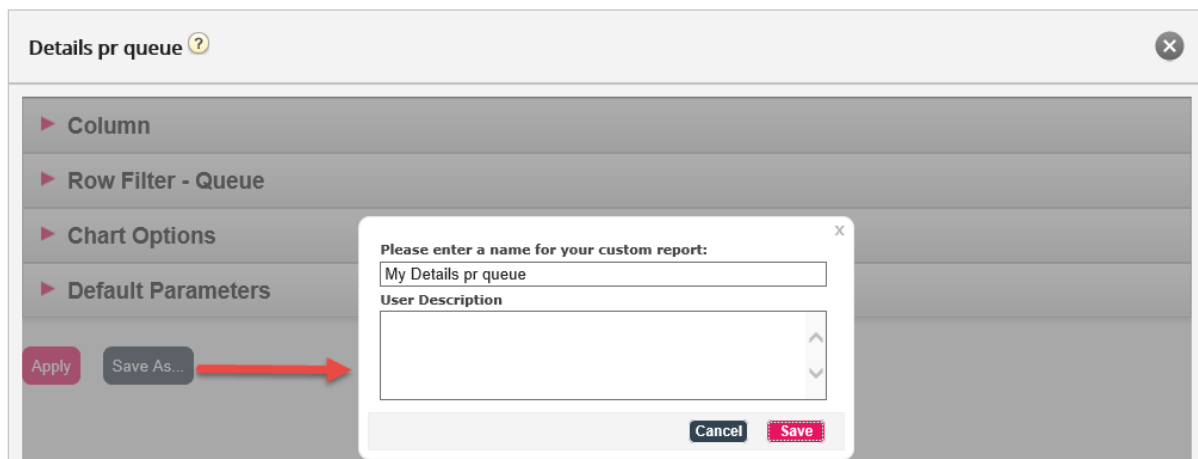 Details pr queue ?
Column
Row Filter - Queue
Chart Options
Default Parameters
Apply Save As...
x
Please enter a name for your custom report:
My Details pr queue
User Description
Cancel Save